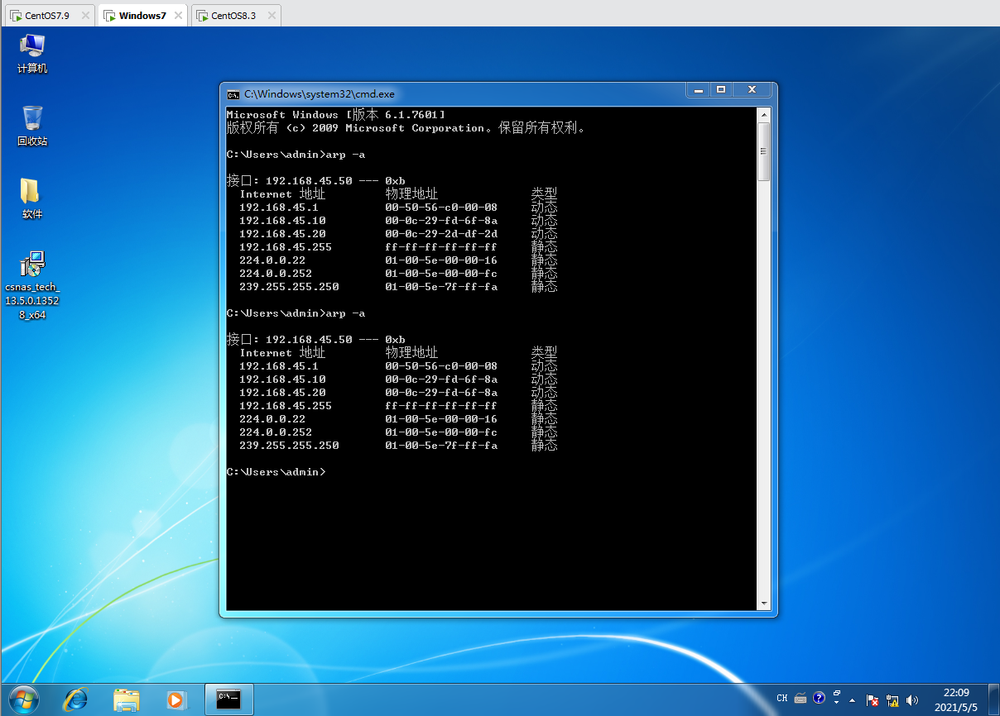 CentOS7.9 Windows7 CentOS8.3
计算机
回收站
软件
csnas_tech_
13.5.0.1352
8_x64
C:\Windows\system32\cmd.exe
Microsoft Windows [版本 6.1.7601]
版权所有 (c) 2009 Microsoft Corporation。保留所有权利。
C:\Users\admin>arp -a
接口: 192.168.45.50 --- 0xb
Internet 地址 物理地址 类型
192.168.45.1 00-50-56-c0-00-08 动态
192.168.45.10 00-0c-29-fd-6f-8a 动态
192.168.45.20 00-0c-29-2d-df-2d 动态
192.168.45.255 ff-ff-ff-ff-ff-ff 静态
224.0.0.22 01-00-5e-00-00-16 静态
224.0.0.252 01-00-5e-00-00-fc 静态
239.255.255.250 01-00-5e-7f-ff-fa 静态
C:\Users\admin>arp -a
接口: 192.168.45.50 --- 0xb
Internet 地址 物理地址 类型
192.168.45.1 00-50-56-c0-00-08 动态
192.168.45.10 00-0c-29-fd-6f-8a 动态
192.168.45.20 00-0c-29-fd-6f-8a 动态
192.168.45.255 ff-ff-ff-ff-ff-ff 静态
224.0.0.22 01-00-5e-00-00-16 静态
224.0.0.252 01-00-5e-00-00-fc 静态
239.255.255.250 01-00-5e-7f-ff-fa 静态
C:\Users\admin>
CH
22:09
2021/5/5